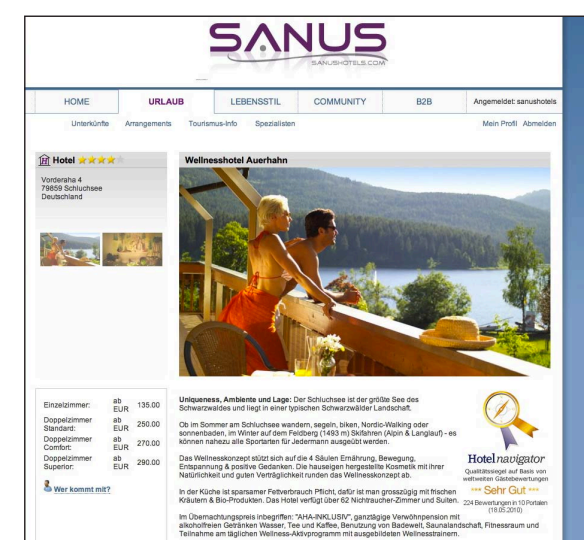 SANUS
SANUSHOTELS.COM
HOME URLAUB LEBENSSTIL COMMUNITY B2B Angemeldet: sanushotels
Unterkünfte Arrangements Tourismus-Info Spezialisten Mein Profil Abmelden
Hotel
Wellnesshotel Auerhahn
Vorderaha 4
79859 Schluchsee
Deutschland
Einzelzimmer: ab EUR 135.00
Doppelzimmer Standard: ab EUR 250.00
Doppelzimmer Comfort: ab EUR 270.00
Doppelzimmer Superior: ab EUR 290.00
Wer kommt mit?
Uniqueness, Ambiente und Lage: Der Schluchsee ist der größte See des
Schwarzwaldes und liegt in einer typischen Schwarzwälder Landschaft.
Ob im Sommer am Schluchsee wandern, segeln, biken, Nordic-Walking oder
sonnenbaden, im Winter auf dem Feldberg (1493 m) Skifahren (Alpin & Langlauf) - es
können nahezu alle Sportarten für Jedermann ausgeübt werden.
Das Wellnesskonzept stützt sich auf die 4 Säulen Ernährung, Bewegung,
Entspannung & positive Gedanken. Die hauseigen hergestellte Kosmetik mit ihrer
Natürlichkeit und guten Verträglichkeit runden das Wellnesskonzept ab.
In der Küche ist sparsamer Fettverbrauch Pflicht, dafür ist man grosszügig mit frischen
Kräutern & Bio-Produkten. Das Hotel verfügt über 62 Nichtraucher-Zimmer und Suiten.
Im Übernachtungspreis inbegriffen: "AHA-INKLUSIV", ganztägige Verwöhnpension mit
alkoholfreien Getränken Wasser, Tee und Kaffee, Benutzung von Badewelt, Saunalandschaft, Fitnessraum und
Teilnahme am täglichen Wellness-Aktivprogramm mit ausgebildeten Wellnesstrainern.
Hotelnavigator
Qualitätssiegel auf Basis von
weltweiten Gästebewertungen
*** Sehr Gut ***
224 Bewertungen in 10 Portalen
(18.05.2010)